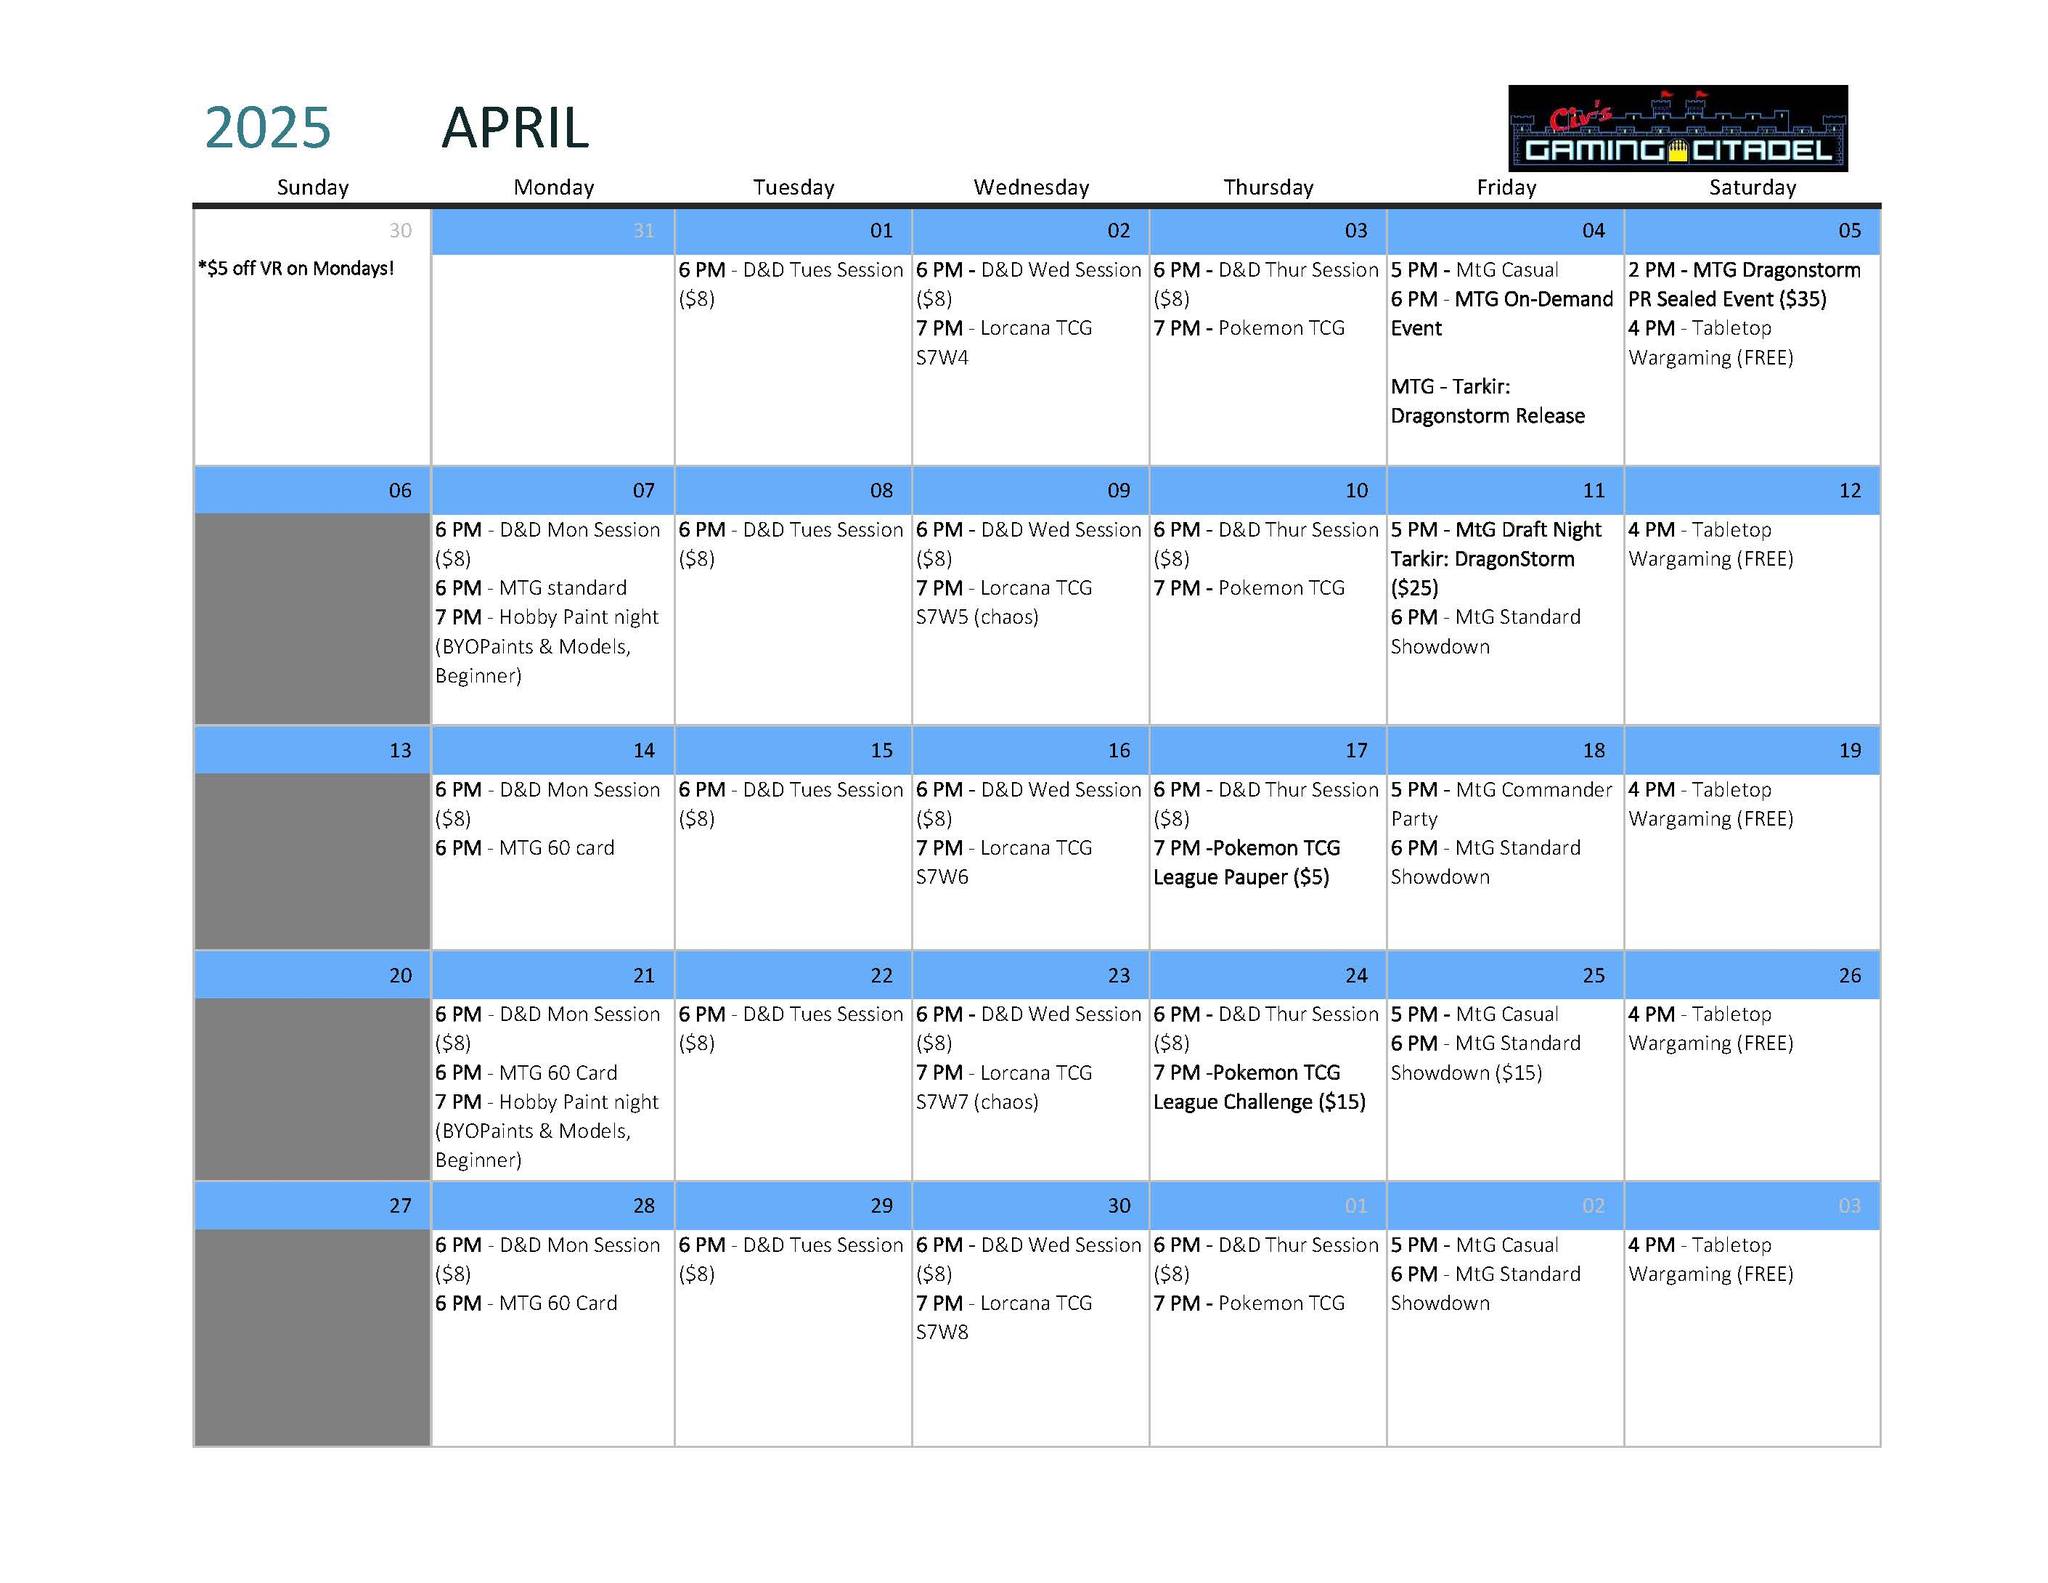 2025 APRIL
Civ's
GAMING CITADEL
Sunday Monday Tuesday Wednesday Thursday Friday Saturday
30 31 01 02 03 04 05
*$5 off VR on Mondays!
6 PM - D&D Tues Session
($8)
6 PM - D&D Wed Session
($8)
7 PM - Lorcana TCG
S7W4
6 PM - D&D Thur Session
($8)
7 PM - Pokemon TCG
5 PM - MtG Casual
6 PM - MTG On-Demand
Event
MTG - Tarkir:
Dragonstorm Release
2 PM - MTG Dragonstorm
PR Sealed Event ($35)
4 PM - Tabletop
Wargaming (FREE)
06 07 08 09 10 11 12
6 PM - D&D Mon Session
($8)
6 PM - MTG standard
7 PM - Hobby Paint night
(BYOPaints & Models,
Beginner)
6 PM - D&D Tues Session
($8)
6 PM - D&D Wed Session
($8)
7 PM - Lorcana TCG
S7W5 (chaos)
6 PM - D&D Thur Session
($8)
7 PM - Pokemon TCG
5 PM - MtG Draft Night
Tarkir: DragonStorm
($25)
6 PM - MtG Standard
Showdown
4 PM - Tabletop
Wargaming (FREE)
13 14 15 16 17 18 19
6 PM - D&D Mon Session
($8)
6 PM - MTG 60 card
6 PM - D&D Tues Session
($8)
6 PM - D&D Wed Session
($8)
7 PM - Lorcana TCG
S7W6
6 PM - D&D Thur Session
($8)
7 PM -Pokemon TCG
League Pauper ($5)
5 PM - MtG Commander
Party
6 PM - MtG Standard
Showdown
4 PM - Tabletop
Wargaming (FREE)
20 21 22 23 24 25 26
6 PM - D&D Mon Session
($8)
6 PM - MTG 60 Card
7 PM - Hobby Paint night
(BYOPaints & Models,
Beginner)
6 PM - D&D Tues Session
($8)
6 PM - D&D Wed Session
($8)
7 PM - Lorcana TCG
S7W7 (chaos)
6 PM - D&D Thur Session
($8)
7 PM -Pokemon TCG
League Challenge ($15)
5 PM - MtG Casual
6 PM - MtG Standard
Showdown ($15)
4 PM - Tabletop
Wargaming (FREE)
27 28 29 30 01 02 03
6 PM - D&D Mon Session
($8)
6 PM - MTG 60 Card
6 PM - D&D Tues Session
($8)
6 PM - D&D Wed Session
($8)
7 PM - Lorcana TCG
S7W8
6 PM - D&D Thur Session
($8)
7 PM - Pokemon TCG
5 PM - MtG Casual
6 PM - MtG Standard
Showdown
4 PM - Tabletop
Wargaming (FREE)